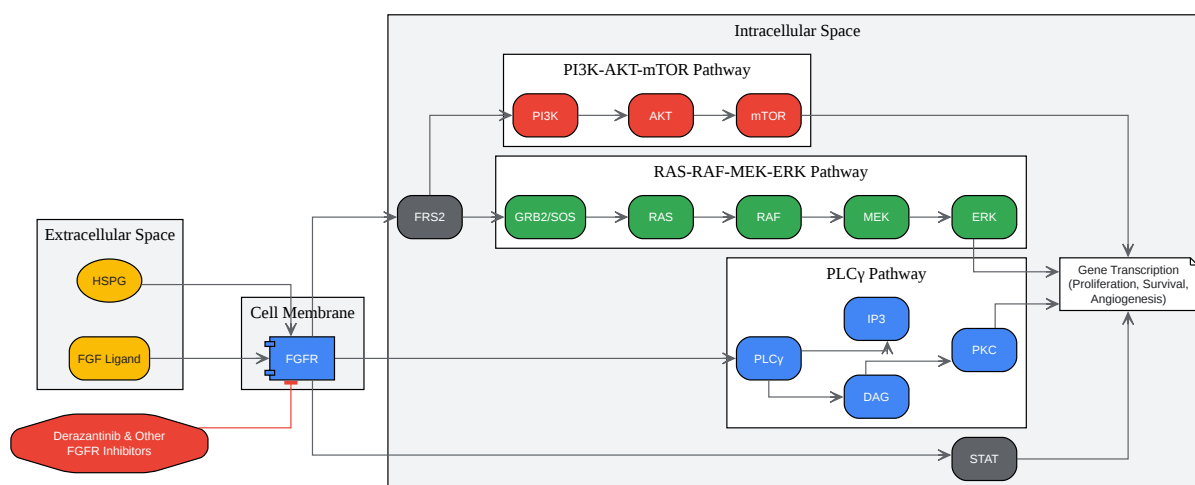 Intracellular Space
PI3K-AKT-mTOR Pathway
PI3K
AKT
mTOR
RAS-RAF-MEK-ERK Pathway
FRS2
GRB2/SOS
RAS
RAF
MEK
ERK
Extracellular Space
HSPG
FGF Ligand
Cell Membrane
FGFR
PLCγ Pathway
IP3
PLCγ
DAG
PKC
Gene Transcription
(Proliferation, Survival,
Angiogenesis)
Derazantinib & Other
FGFR Inhibitors
STAT